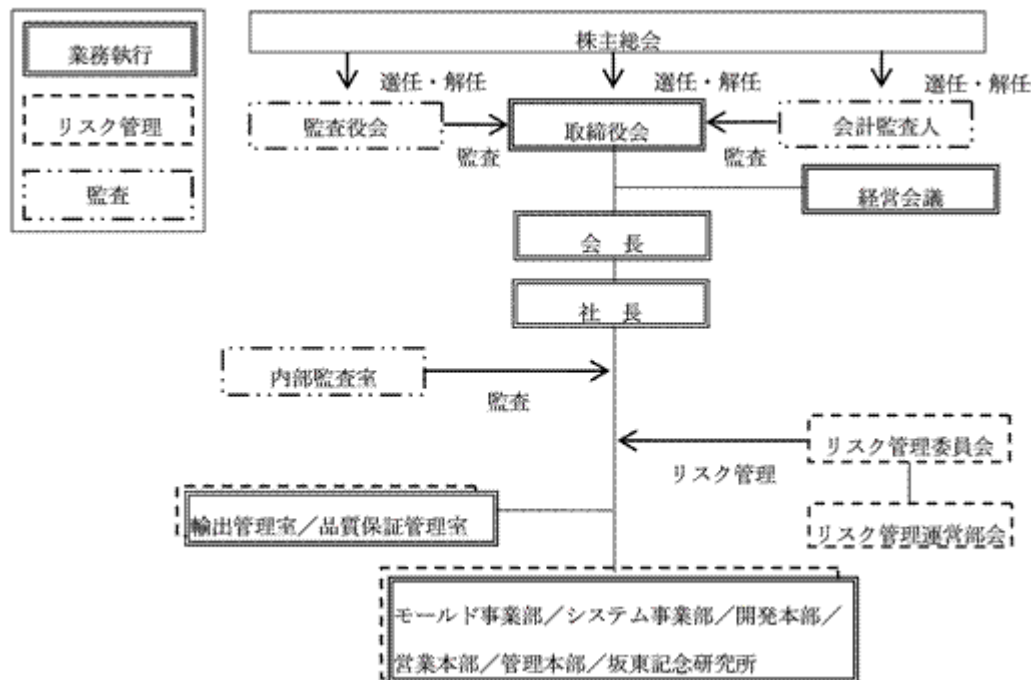 業務執行
リスク管理
監査
株主総会
選任・解任
選任・解任
選任・解任
監査役会
取締役会
会計監査人
監査
監査
経営会議
会 長
社 長
内部監査室
監査
リスク管理委員会
リスク管理
輸出管理室／品質保証管理室
リスク管理運営部会
モールド事業部／システム事業部／開発本部／
営業本部／管理本部／坂東記念研究所